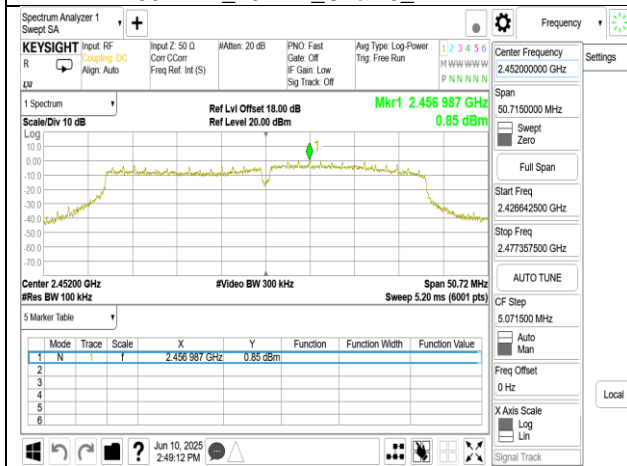 Spectrum Analyzer 1
Swept SA
Frequency
KEYSIGHT
R
LXI
Input: RF
Coupling: DC
Align: Auto
Input Z: 50 Ω
Corr CCorr
Freq Ref: Int (S)
#Atten: 20 dB
PNO: Fast
Gate: Off
IF Gain: Low
Sig Track: Off
Avg Type: Log-Power
Trig: Free Run
1 2 3 4 5 6
M W W W W W
P N N N N N
Center Frequency
2.452000000 GHz
Settings
Span
50.7150000 MHz
Swept
Zero
Full Span
Start Freq
2.426642500 GHz
Stop Freq
2.477357500 GHz
AUTO TUNE
CF Step
5.071500 MHz
Auto
Man
Freq Offset
0 Hz
Local
X Axis Scale
Log
Lin
Signal Track
1 Spectrum
Scale/Div 10 dB
Ref Lvl Offset 18.00 dB
Ref Level 20.00 dBm
Mkr1 2.456 987 GHz
0.85 dBm
Log
10.0
0.00
-10.0
-20.0
-30.0
-40.0
-50.0
-60.0
-70.0
1
Center 2.45200 GHz
#Res BW 100 kHz
#Video BW 300 kHz
Span 50.72 MHz
Sweep 5.20 ms (6001 pts)
5 Marker Table
Mode Trace Scale X Y Function Function Width Function Value
1 N 1 f 2.456 987 GHz 0.85 dBm
2
3
4
5
6
?
Jun 10, 2025
2:49:12 PM